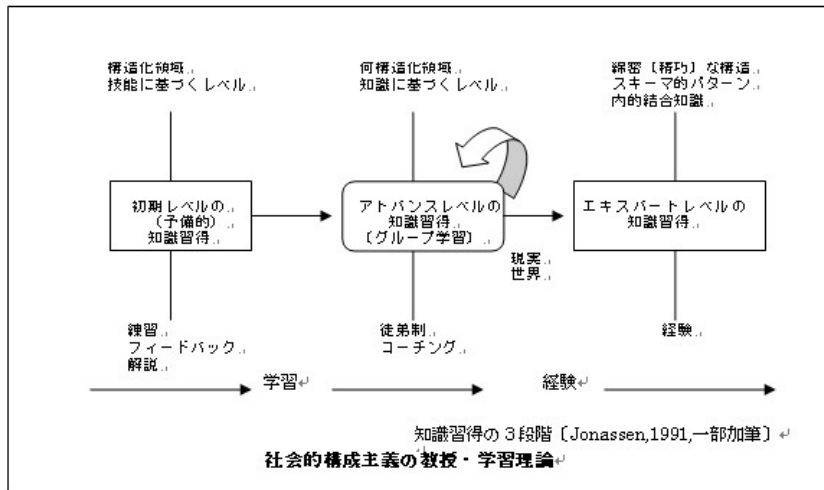 構造化領域
技能に基づくレベル
何構造化領域
知識に基づくレベル
綿密〔精巧〕な構造
スキーマ的パターン
内的結合知識
初期レベルの
(予備的)
知識習得
アドバンスレベルの
知識習得
〔グループ学習〕
エキスパートレベルの
知識習得
現実
世界
練習
フィードバック
解説
徒弟制
コーチング
経験
学習
経験
知識習得の3段階〔Jonassen,1991,一部加筆〕
社会的構成主義の教授・学習理論